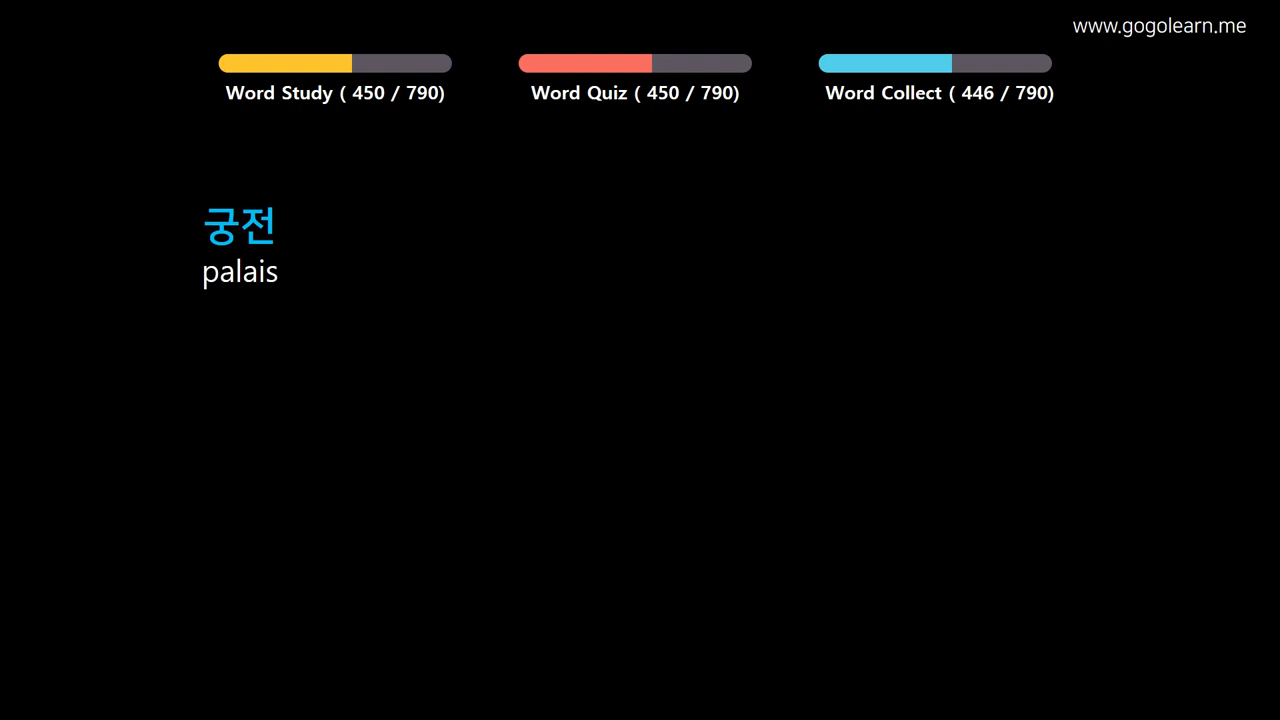 www.gogolearn.me
Word Study ( 450 / 790)
Word Quiz ( 450 / 790)
Word Collect ( 446 / 790)
궁전
palais